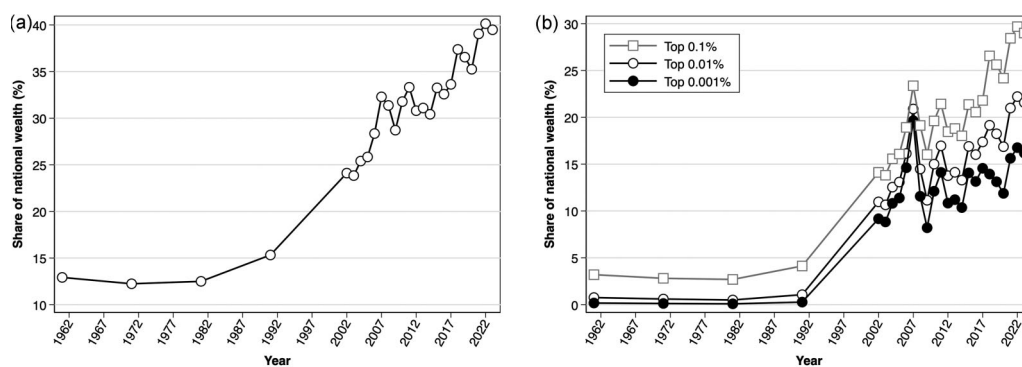 (a)
Share of national wealth (%)
40
35
30
25
20
15
10
1962 1967 1972 1977 1982 1987 1992 1997 2002 2007 2012 2017 2022
Year
(b)
Share of national wealth (%)
30
25
20
15
10
5
0
Top 0.1%
Top 0.01%
Top 0.001%
1962 1967 1972 1977 1982 1987 1992 1997 2002 2007 2012 2017 2022
Year